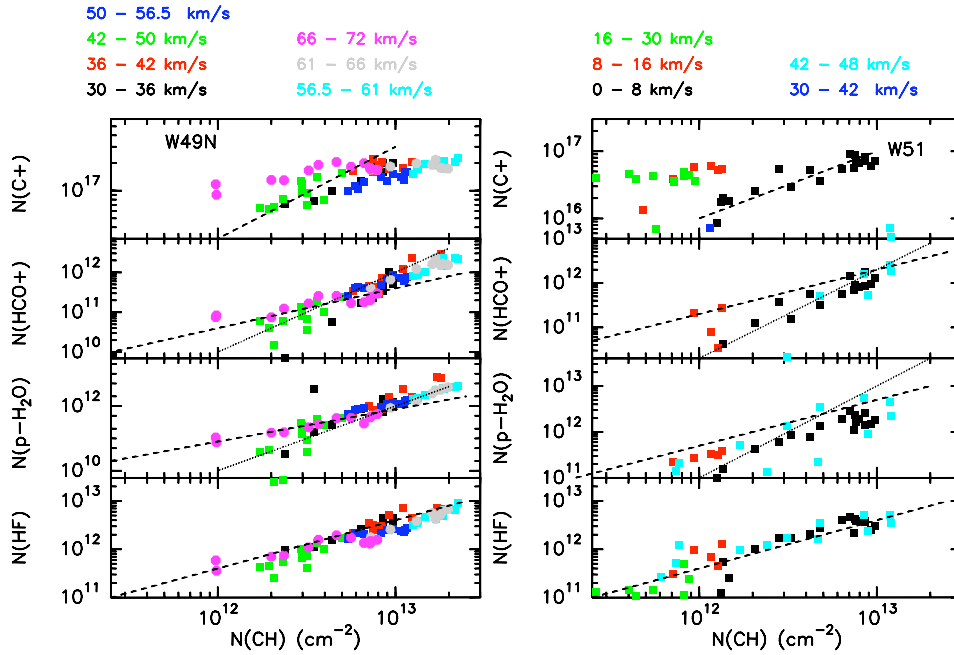 50 – 56.5 km/s
42 – 50 km/s 66 – 72 km/s
36 – 42 km/s 61 – 66 km/s
30 – 36 km/s 56.5 – 61 km/s
16 – 30 km/s
8 – 16 km/s 42 – 48 km/s
0 – 8 km/s 30 – 42 km/s
W49N
N(C+)
10^17
N(HCO+)
10^12
10^11
10^10
N(p–H₂O)
10^12
10^10
N(HF)
10^13
10^12
10^11
10^12 10^13
N(CH) (cm^−2)
W51
N(C+)
10^17
10^16
N(HCO+)
10^13
10^12
10^11
N(p–H₂O)
10^13
10^12
10^11
N(HF)
10^13
10^12
10^11
10^12 10^13
N(CH) (cm^−2)